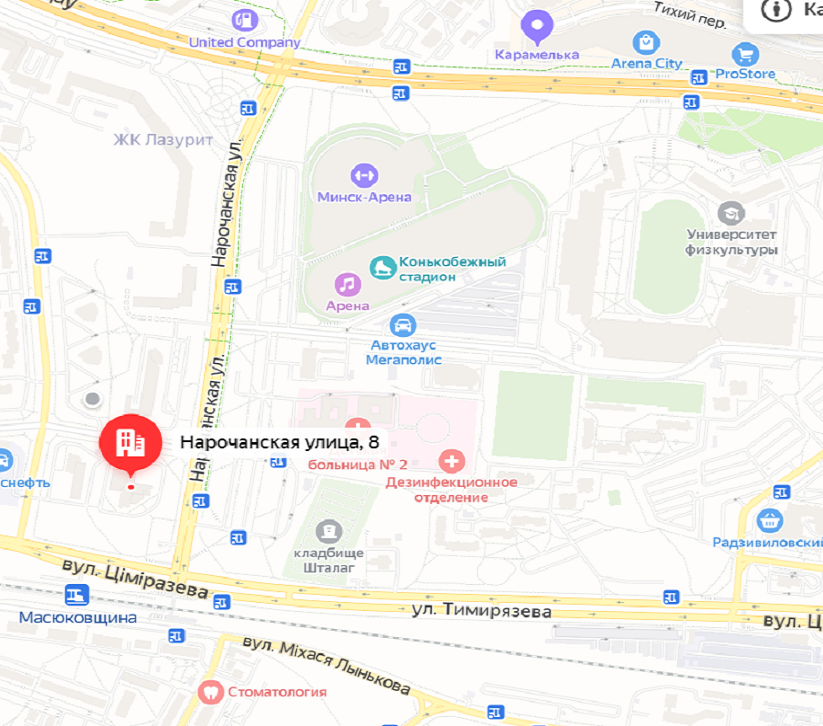 Тихий пер.
Ка
United Company
Карамелька
Arena City
ProStore
ЖК Лазурит
Нарочанская ул.
Минск-Арена
Университет
физкультуры
Конькобежный
стадион
Арена
Автохаус
Мегаполис
Нарочанская улица, 8
больница № 2
Дезинфекционное
отделение
снефть
кладбище
Шталаг
Радзивиловский
вул. Ціміразева
ул. Тимирязева
вул. Ц
Масюковщина
вул. Міхася Лынькова
Стоматология